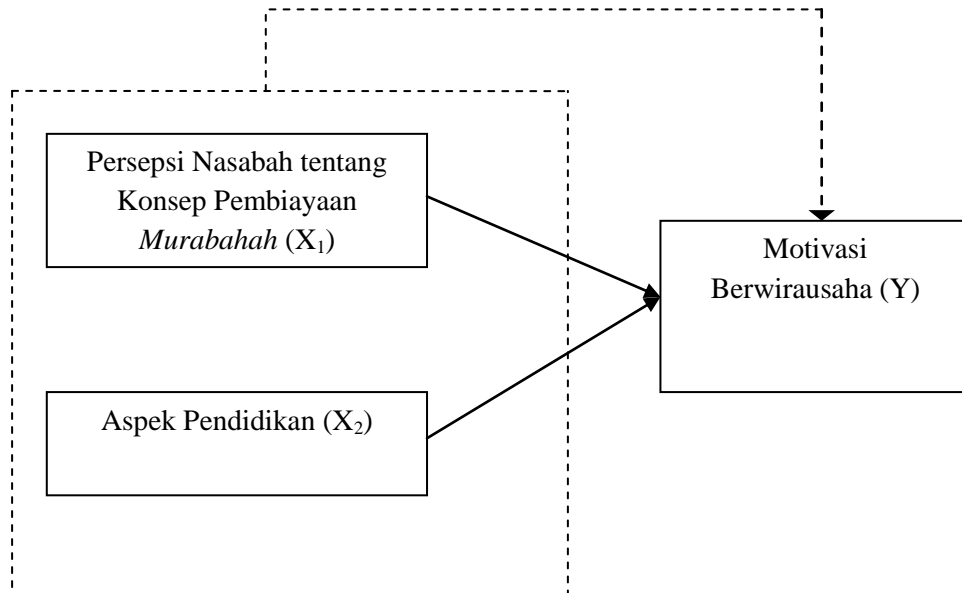 Persepsi Nasabah tentang
Konsep Pembiayaan
Murabahah (X₁)
Motivasi
Berwirausaha (Y)
Aspek Pendidikan (X₂)